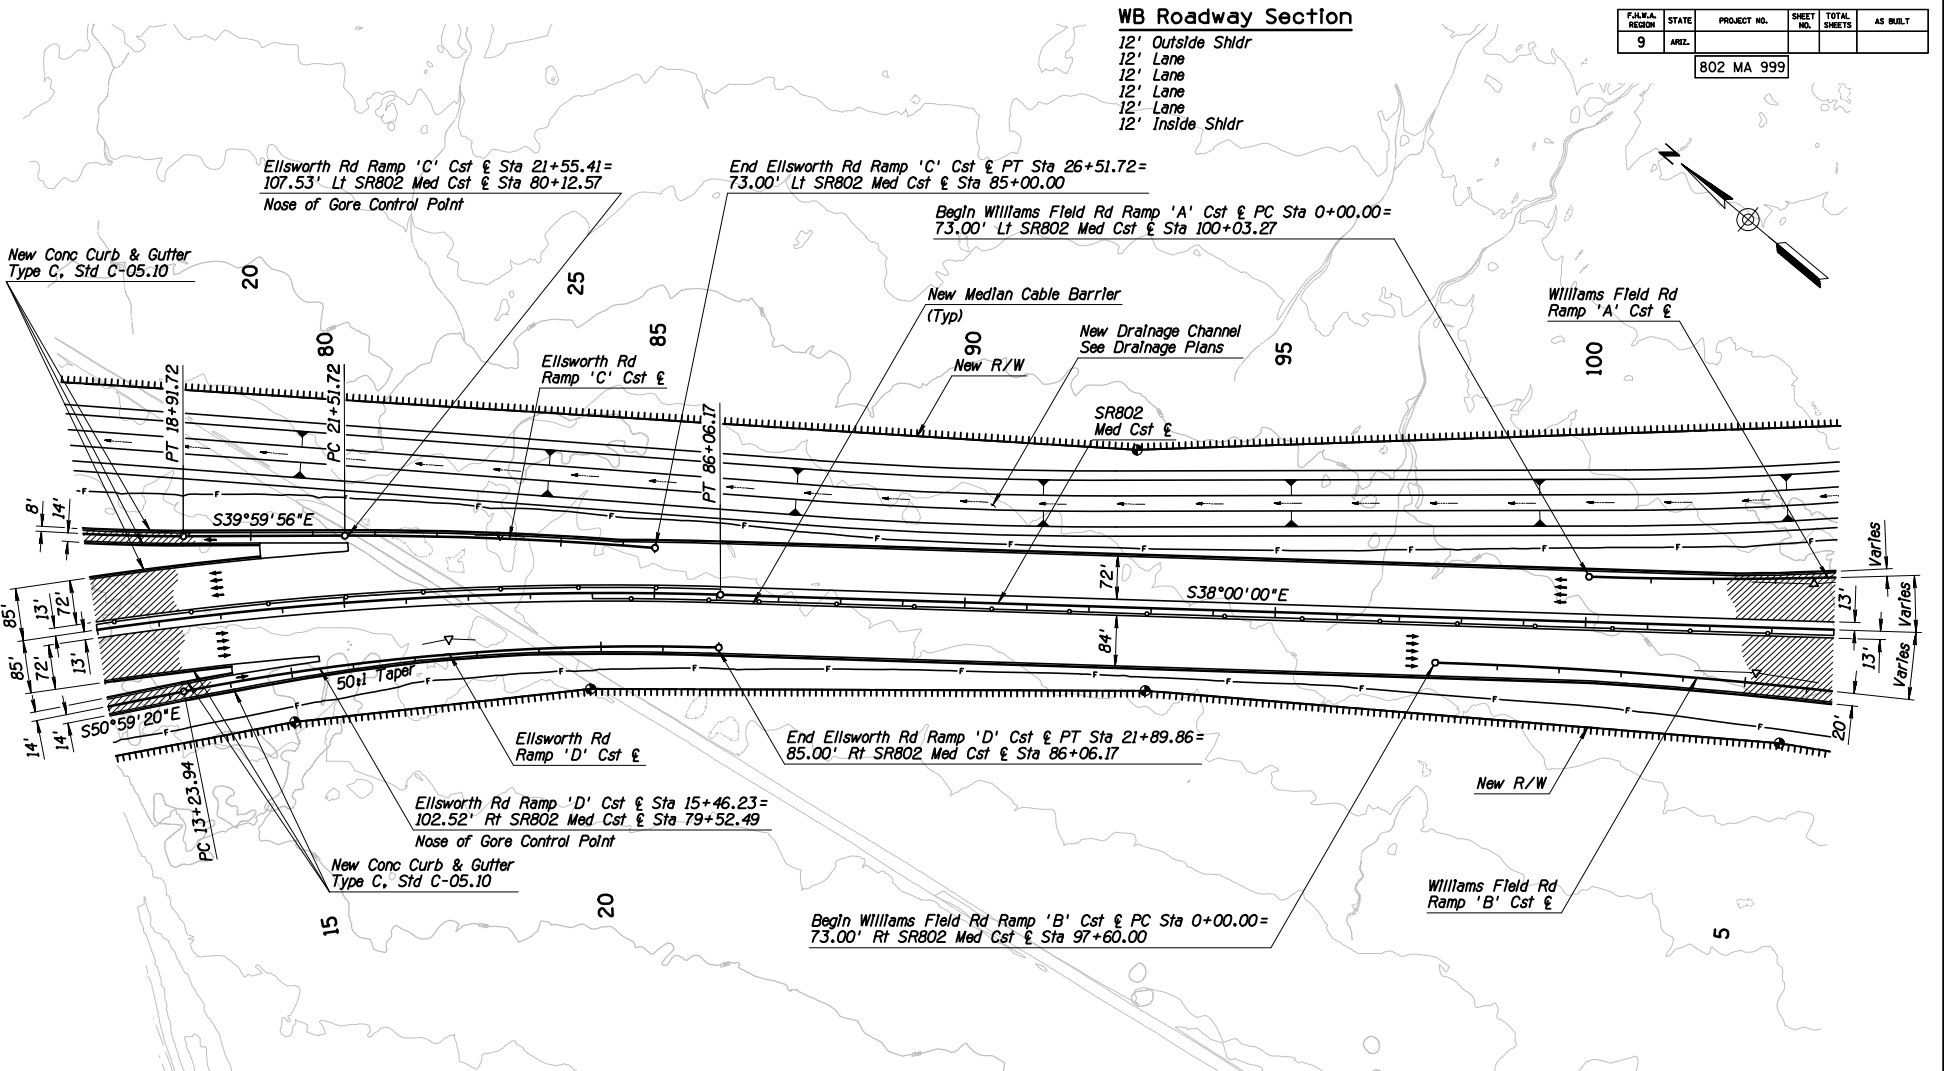 WB Roadway Section
12' Outside Shldr
12' Lane
12' Lane
12' Lane
12' Lane
12' Inside Shldr
F.H.W.A. REGION
STATE
PROJECT NO.
SHEET NO.
TOTAL SHEETS
AS BUILT
9
ARIZ.
802 MA 999
N
Ellsworth Rd Ramp 'C' Cst ℄ Sta 21+55.41=
107.53' Lt SR802 Med Cst ℄ Sta 80+12.57
Nose of Gore Control Point
End Ellsworth Rd Ramp 'C' Cst ℄ PT Sta 26+51.72=
73.00' Lt SR802 Med Cst ℄ Sta 85+00.00
Begin Williams Field Rd Ramp 'A' Cst ℄ PC Sta 0+00.00=
73.00' Lt SR802 Med Cst ℄ Sta 100+03.27
New Conc Curb & Gutter
Type C, Std C-05.10
20
25
80
85
90
95
100
New Median Cable Barrier
(Typ)
New Drainage Channel
See Drainage Plans
New R/W
Williams Field Rd
Ramp 'A' Cst ℄
Ellsworth Rd
Ramp 'C' Cst ℄
SR802
Med Cst ℄
PT 18+91.72
PC 21+51.72
PT 86+06.17
S39°59'56"E
S38°00'00"E
8'
14'
F
F
F
F
F
F
F
F
F
F
F
F
F
72'
84'
Varies
13'
Varies
13'
Varies
20'
85'
13'
72'
85'
72'
13'
14'
14'
S50°59'20"E
50:1 Taper
F
F
F
F
F
F
F
F
F
F
F
F
F
PC 13+23.94
Ellsworth Rd
Ramp 'D' Cst ℄
End Ellsworth Rd Ramp 'D' Cst ℄ PT Sta 21+89.86=
85.00' Rt SR802 Med Cst ℄ Sta 86+06.17
Ellsworth Rd Ramp 'D' Cst ℄ Sta 15+46.23=
102.52' Rt SR802 Med Cst ℄ Sta 79+52.49
Nose of Gore Control Point
New Conc Curb & Gutter
Type C, Std C-05.10
New R/W
Williams Field Rd
Ramp 'B' Cst ℄
Begin Williams Field Rd Ramp 'B' Cst ℄ PC Sta 0+00.00=
73.00' Rt SR802 Med Cst ℄ Sta 97+60.00
15
20
5